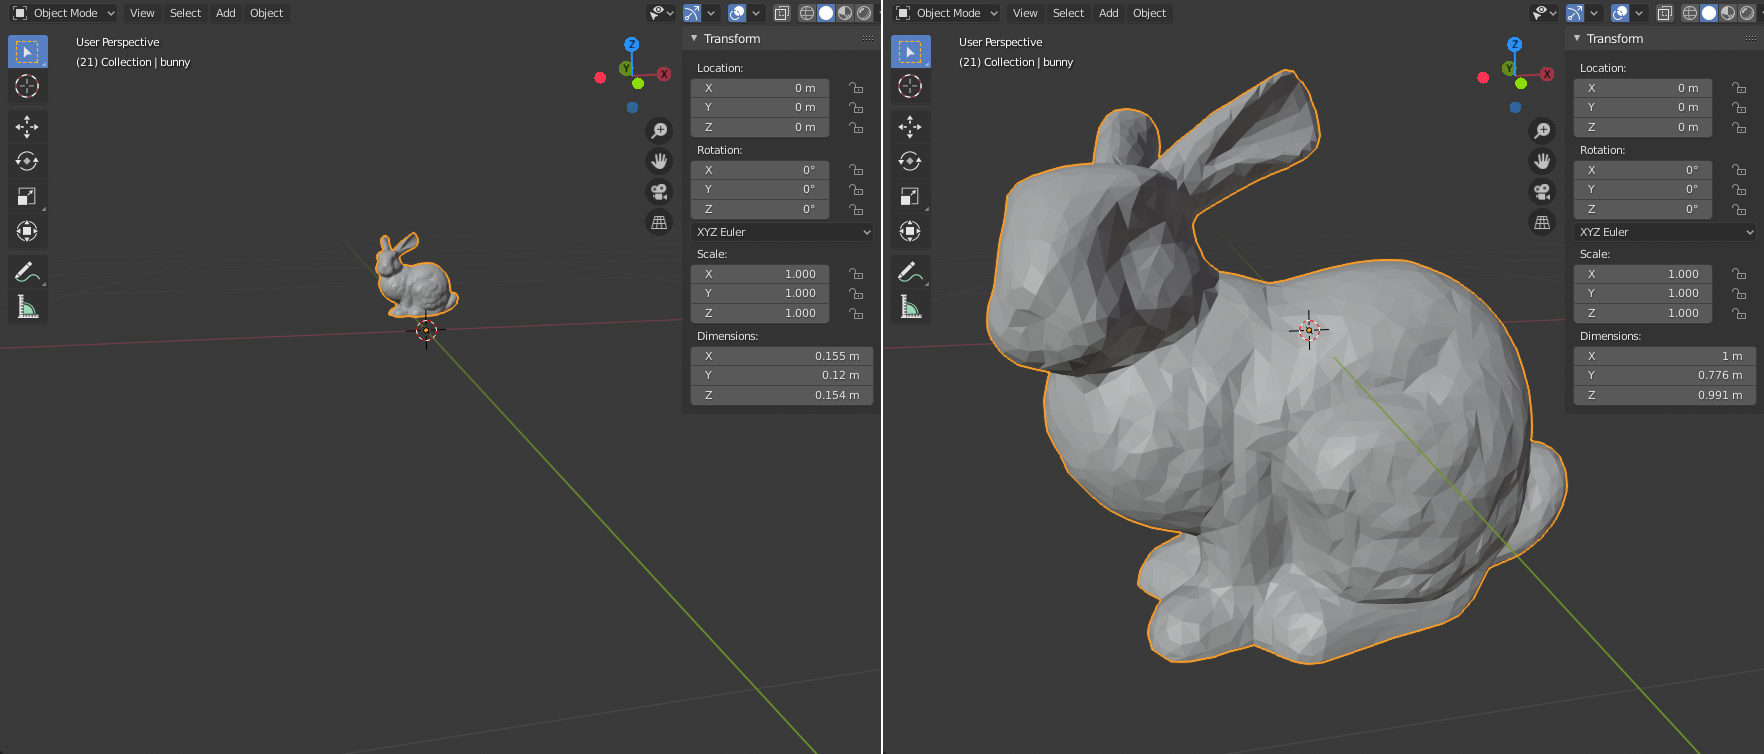 Object Mode View Select Add Object
User Perspective
(21) Collection | bunny
Z
Y
X
Transform
Location:
X 0 m
Y 0 m
Z 0 m
Rotation:
X 0°
Y 0°
Z 0°
XYZ Euler
Scale:
X 1.000
Y 1.000
Z 1.000
Dimensions:
X 0.155 m
Y 0.12 m
Z 0.154 m
Object Mode View Select Add Object
User Perspective
(21) Collection | bunny
Z
Y
X
Transform
Location:
X 0 m
Y 0 m
Z 0 m
Rotation:
X 0°
Y 0°
Z 0°
XYZ Euler
Scale:
X 1.000
Y 1.000
Z 1.000
Dimensions:
X 1 m
Y 0.776 m
Z 0.991 m